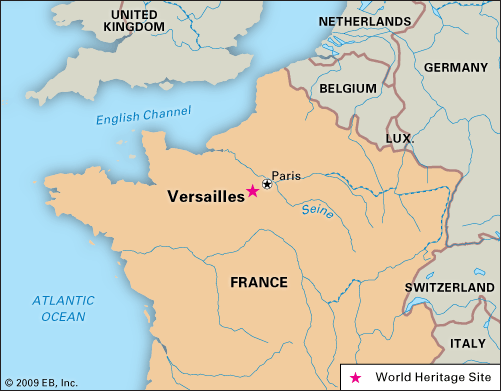 UNITED
KINGDOM
NETHERLANDS
GERMANY
BELGIUM
English Channel
LUX.
Paris
Versailles
Seine
FRANCE
SWITZERLAND
ATLANTIC
OCEAN
ITALY
© 2009 EB, Inc.
World Heritage Site